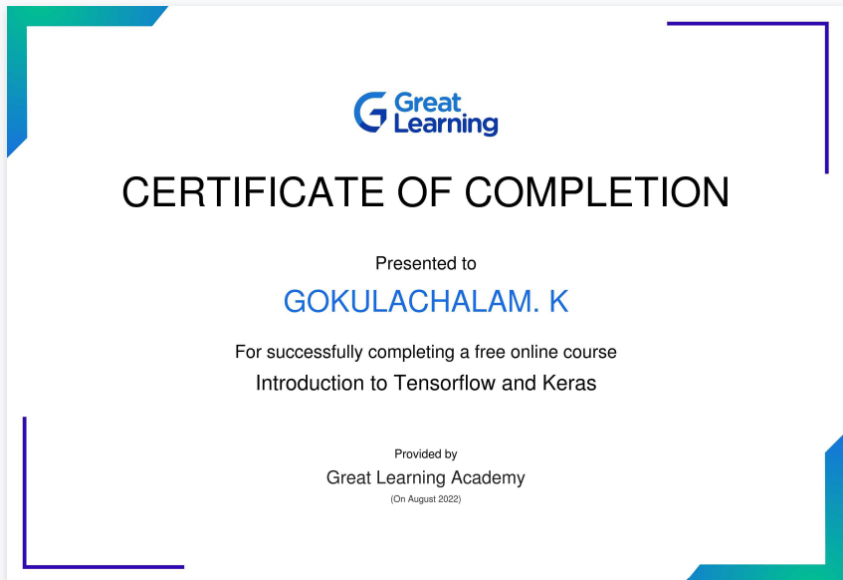 Great
Learning
CERTIFICATE OF COMPLETION
Presented to
GOKULACHALAM. K
For successfully completing a free online course
Introduction to Tensorflow and Keras
Provided by
Great Learning Academy
(On August 2022)